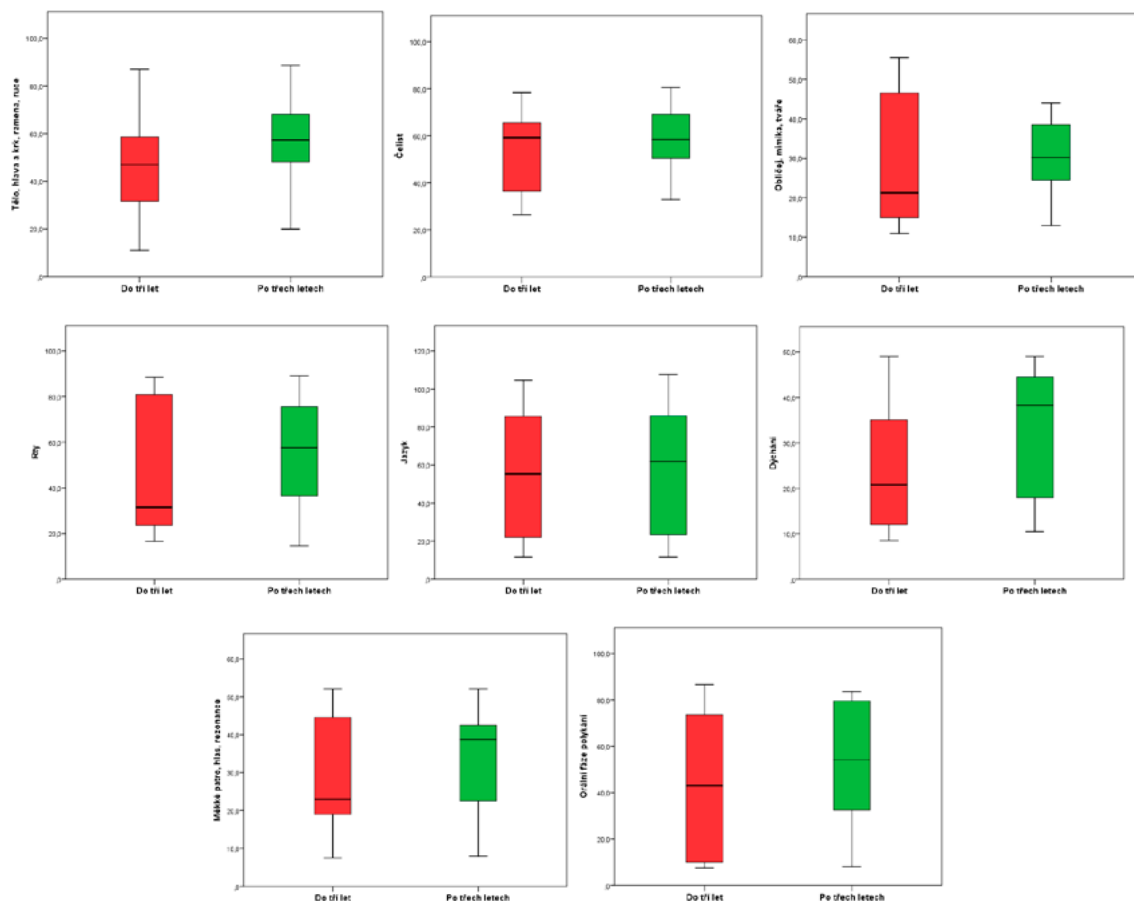 100,0
80,0
60,0
40,0
20,0
,0
Tělo, hlava a krk, ramena, ruce
Do tří let
Po třech letech
100,0
80,0
60,0
40,0
20,0
,0
Čelist
Do tří let
Po třech letech
60,0
50,0
40,0
30,0
20,0
10,0
,0
Obličej, mimika, tváře
Do tří let
Po třech letech
100,0
80,0
60,0
40,0
20,0
,0
Rty
Do tří let
Po třech letech
120,0
100,0
80,0
60,0
40,0
20,0
,0
Jazyk
Do tří let
Po třech letech
50,0
40,0
30,0
20,0
10,0
,0
Dýchání
Do tří let
Po třech letech
60,0
50,0
40,0
30,0
20,0
10,0
,0
Měkké patro, hlas, rezonance
Do tří let
Po třech letech
100,0
80,0
60,0
40,0
20,0
,0
Orální fáze polykání
Do tří let
Po třech letech